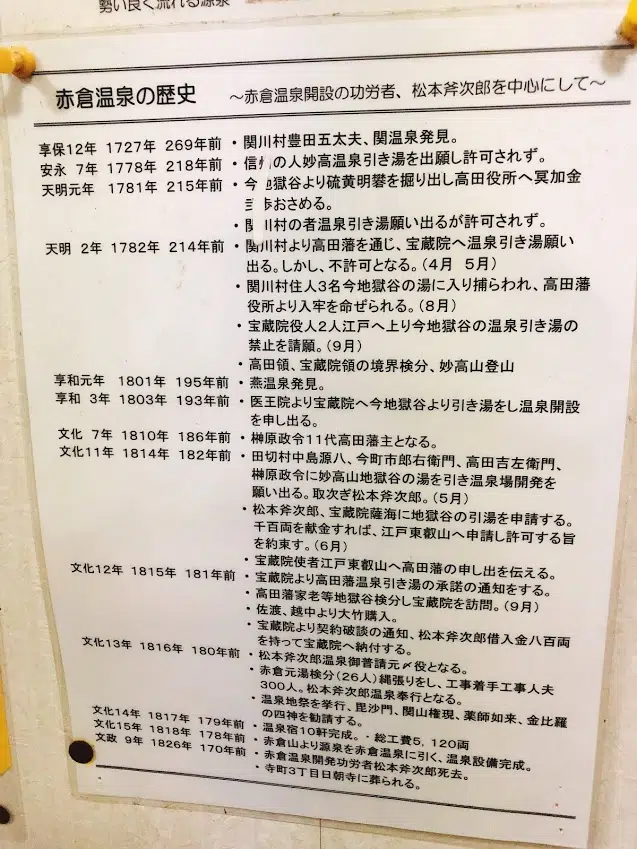 勢い良く流れる源泉
赤倉温泉の歴史 ～赤倉温泉開設の功労者、松本斧次郎を中心にして～
享保12年 1727年 269年前 ・関川村豊田五太夫、関温泉発見。
安永 7年 1778年 218年前 ・信州の人妙高温泉引き湯を出願し許可されず。
天明元年 1781年 215年前 ・今地獄谷より硫黄明礬を掘り出し高田役所へ冥加金
歩おさめる。
・関川村の者温泉引き湯願い出るが許可されず。
天明 2年 1782年 214年前 ・関川村より高田藩を通じ、宝蔵院へ温泉引き湯願い
出る。しかし、不許可となる。（4月 5月）
・関川村住人3名今地獄谷の湯に入り捕らわれ、高田藩
役所より入牢を命ぜられる。（8月）
・宝蔵院役人2人江戸へ上り今地獄谷の温泉引き湯の
禁止を請願。（9月）
・高田領、宝蔵院領の境界検分、妙高山登山
享和元年 1801年 195年前 ・燕温泉発見。
享和 3年 1803年 193年前 ・医王院より宝蔵院へ今地獄谷より引き湯をし温泉開設
を申し出る。
文化 7年 1810年 186年前 ・榊原政令11代高田藩主となる。
文化11年 1814年 182年前 ・田切村中島源八、今町市郎右衛門、高田吉左衛門、
榊原政令に妙高山地獄谷の湯を引き温泉場開発を
願い出る。取次ぎ松本斧次郎。（5月）
・松本斧次郎、宝蔵院薩海に地獄谷の引湯を申請する。
千百両を献金すれば、江戸東叡山へ申請し許可する旨
を約束す。（6月）
・宝蔵院使者江戸東叡山へ高田藩の申し出を伝える。
文化12年 1815年 181年前 ・宝蔵院より高田藩温泉引き湯の承諾の通知をする。
・高田藩家老等地獄谷検分し宝蔵院を訪問。（9月）
・佐渡、越中より大竹購入。
・宝蔵院より契約破談の通知、松本斧次郎借入金八百両
を持って宝蔵院へ納付する。
文化13年 1816年 180年前 ・松本斧次郎温泉御普請元〆役となる。
・赤倉元湯検分（26人）縄張りをし、工事着手工事人夫
300人。松本斧次郎温泉奉行となる。
・温泉地祭を挙行、毘沙門、関山権現、薬師如来、金比羅
の四神を勧請する。
文化14年 1817年 179年前 ・温泉宿10軒完成。・総工費5，120両
文化15年 1818年 178年前 ・赤倉山より源泉を赤倉温泉に引く、温泉設備完成。
文政 9年 1826年 170年前 ・赤倉温泉開発功労者松本斧次郎死去。
・寺町3丁目日朝寺に葬られる。